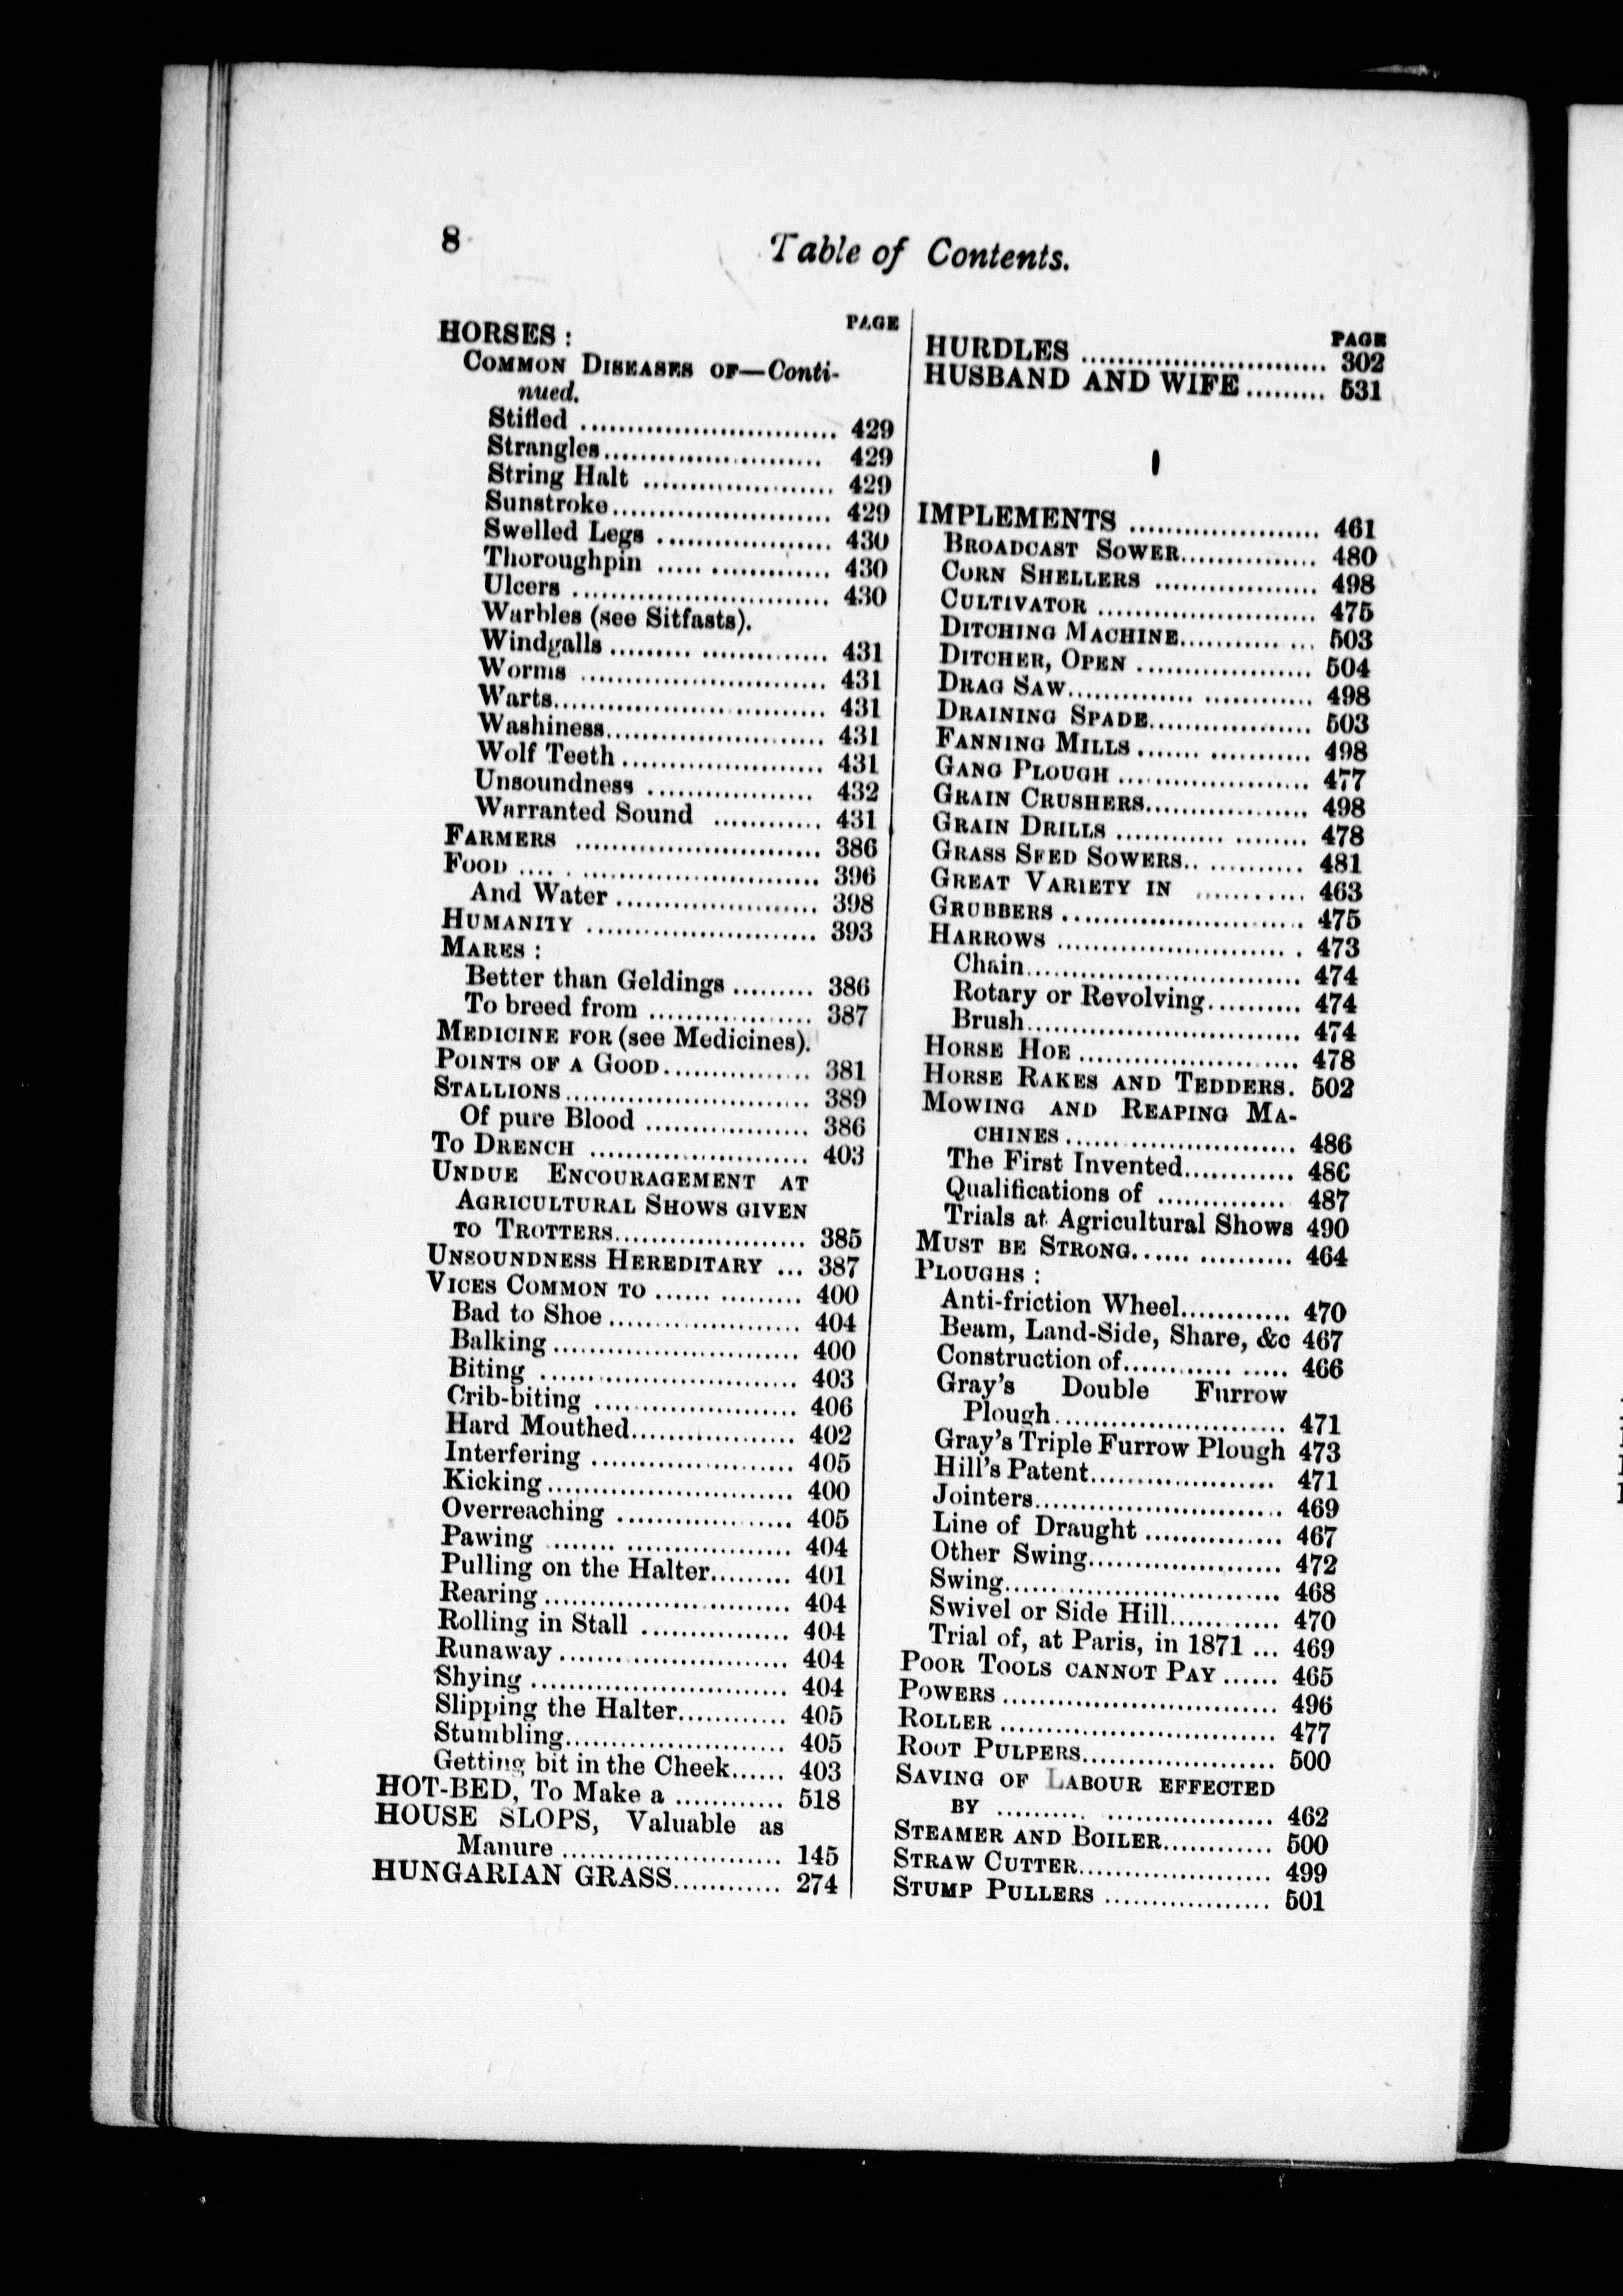 8
Table of Contents.
PAGE
HORSES :
COMMON DISEASES OF—Conti-
nued.
Stifled ............................ 429
Strangles........................ 429
String Halt ..................... 429
Sunstroke........................ 429
Swelled Legs ................... 430
Thoroughpin ................... 430
Ulcers ............................ 430
Warbles (see Sitfasts).
Windgalls ....................... 431
Worms ........................... 431
Warts.............................. 431
Washiness........................ 431
Wolf Teeth ...................... 431
Unsoundness .................. 432
Warranted Sound ............ 431
FARMERS ........................... 386
FOOD ................................ 396
And Water ...................... 398
HUMANITY ......................... 393
MARES :
Better than Geldings ......... 386
To breed from .................. 387
MEDICINE FOR (see Medicines).
POINTS OF A GOOD................ 381
STALLIONS........................... 389
Of pure Blood .................. 386
TO DRENCH ........................ 403
UNDUE ENCOURAGEMENT AT
AGRICULTURAL SHOWS GIVEN
TO TROTTERS..................... 385
UNSOUNDNESS HEREDITARY ... 387
VICES COMMON TO ............... 400
Bad to Shoe ..................... 404
Balking ........................... 400
Biting ............................ 403
Crib-biting ...................... 406
Hard Mouthed.................. 402
Interfering ...................... 405
Kicking........................... 400
Overreaching ................... 405
Pawing ........................... 404
Pulling on the Halter......... 401
Rearing ........................... 404
Rolling in Stall ................ 404
Runaway ......................... 404
Shying ............................ 404
Slipping the Halter............ 405
Stumbling........................ 405
Getting bit in the Cheek...... 403
HOT-BED, To Make a ............ 518
HOUSE SLOPS, Valuable as
Manure ........................ 145
HUNGARIAN GRASS............ 274
PAGE
HURDLES ........................... 302
HUSBAND AND WIFE ......... 531
I
IMPLEMENTS ..................... 461
BROADCAST SOWER............... 480
CORN SHELLERS .................. 498
CULTIVATOR ........................ 475
DITCHING MACHINE............... 503
DITCHER, OPEN ................... 504
DRAG SAW........................... 498
DRAINING SPADE.................. 503
FANNING MILLS .................. 498
GANG PLOUGH ..................... 477
GRAIN CRUSHERS.................. 498
GRAIN DRILLS ..................... 478
GRASS SEED SOWERS............. 481
GREAT VARIETY IN ............ 463
GRUBBERS ........................... 475
HARROWS ........................... 473
Chain.............................. 474
Rotary or Revolving.......... 474
Brush.............................. 474
HORSE HOE ........................ 478
HORSE RAKES AND TEDDERS. 502
MOWING AND REAPING MA-
CHINES ........................... 486
The First Invented............ 486
Qualifications of ............... 487
Trials at Agricultural Shows 490
MUST BE STRONG.................. 464
PLOUGHS :
Anti-friction Wheel............ 470
Beam, Land-Side, Share, &c 467
Construction of.................. 466
Gray's Double Furrow
Plough......................... 471
Gray's Triple Furrow Plough 473
Hill's Patent..................... 471
Jointers........................... 469
Line of Draught ............... 467
Other Swing..................... 472
Swing.............................. 468
Swivel or Side Hill............ 470
Trial of, at Paris, in 1871 ... 469
POOR TOOLS CANNOT PAY ...... 465
POWERS .............................. 496
ROLLER .............................. 477
ROOT PULPERS..................... 500
SAVING OF LABOUR EFFECTED
BY .............................. 462
STEAMER AND BOILER............ 500
STRAW CUTTER..................... 499
STUMP PULLERS .................. 501